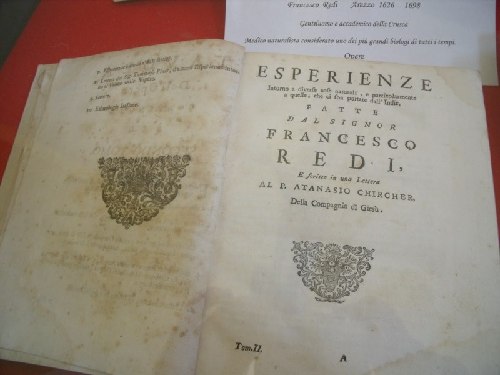 Francesco Redi Arezzo 1626 1698
Gentiluomo e accademico della Crusca
Medico naturalista considerato uno dei più grandi biologi di tutti i tempi.
Opere
ESPERIENZE
Intorno a diverse cose naturali, e particolarmente
a quelle, che ci son portate dall'Indie,
FATTE
DAL SIGNOR
FRANCESCO
REDI,
E scritte in una Lettera
AL P. ATANASIO CHIRCHER,
Della Compagnia di Giesù.
Tom.II.
A